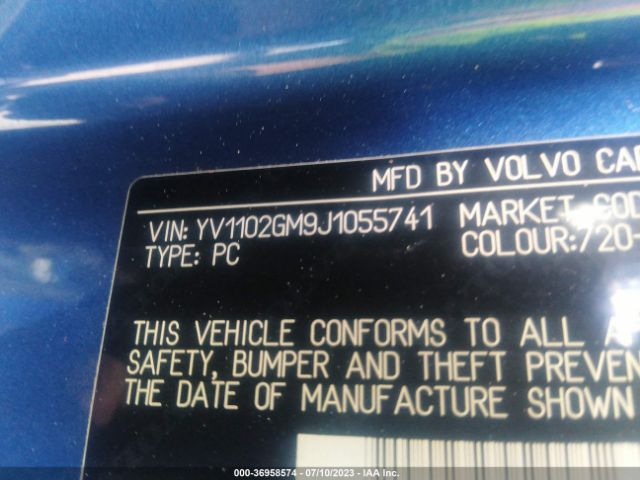 MFD BY VOLVO CAR
VIN: YV1102GM9J1055741 MARKET COD
TYPE: PC COLOUR:720-
THIS VEHICLE CONFORMS TO ALL A
SAFETY, BUMPER AND THEFT PREVEN
THE DATE OF MANUFACTURE SHOWN
000-36958574 / 07/10/2023 / IAA Inc.